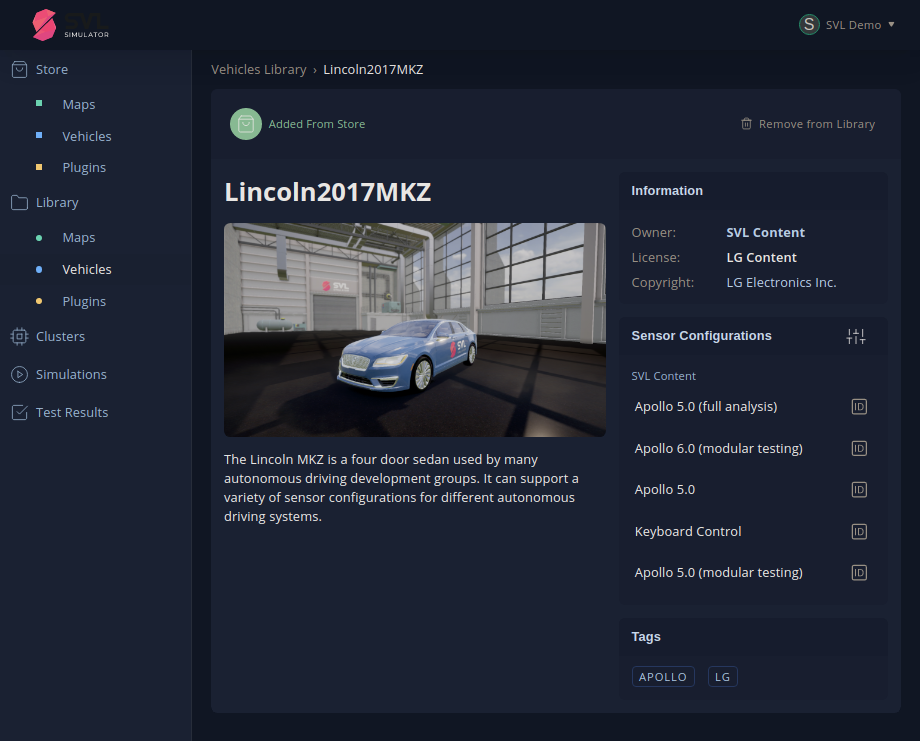 SVL
SIMULATOR
S SVL Demo
Store
Maps
Vehicles
Plugins
Library
Maps
Vehicles
Plugins
Clusters
Simulations
Test Results
Vehicles Library › Lincoln2017MKZ
Added From Store
Remove from Library
Lincoln2017MKZ
SVL
SVL
The Lincoln MKZ is a four door sedan used by many
autonomous driving development groups. It can support a
variety of sensor configurations for different autonomous
driving systems.
Information
Owner: SVL Content
License: LG Content
Copyright: LG Electronics Inc.
Sensor Configurations
SVL Content
Apollo 5.0 (full analysis) ID
Apollo 6.0 (modular testing) ID
Apollo 5.0 ID
Keyboard Control ID
Apollo 5.0 (modular testing) ID
Tags
APOLLO LG